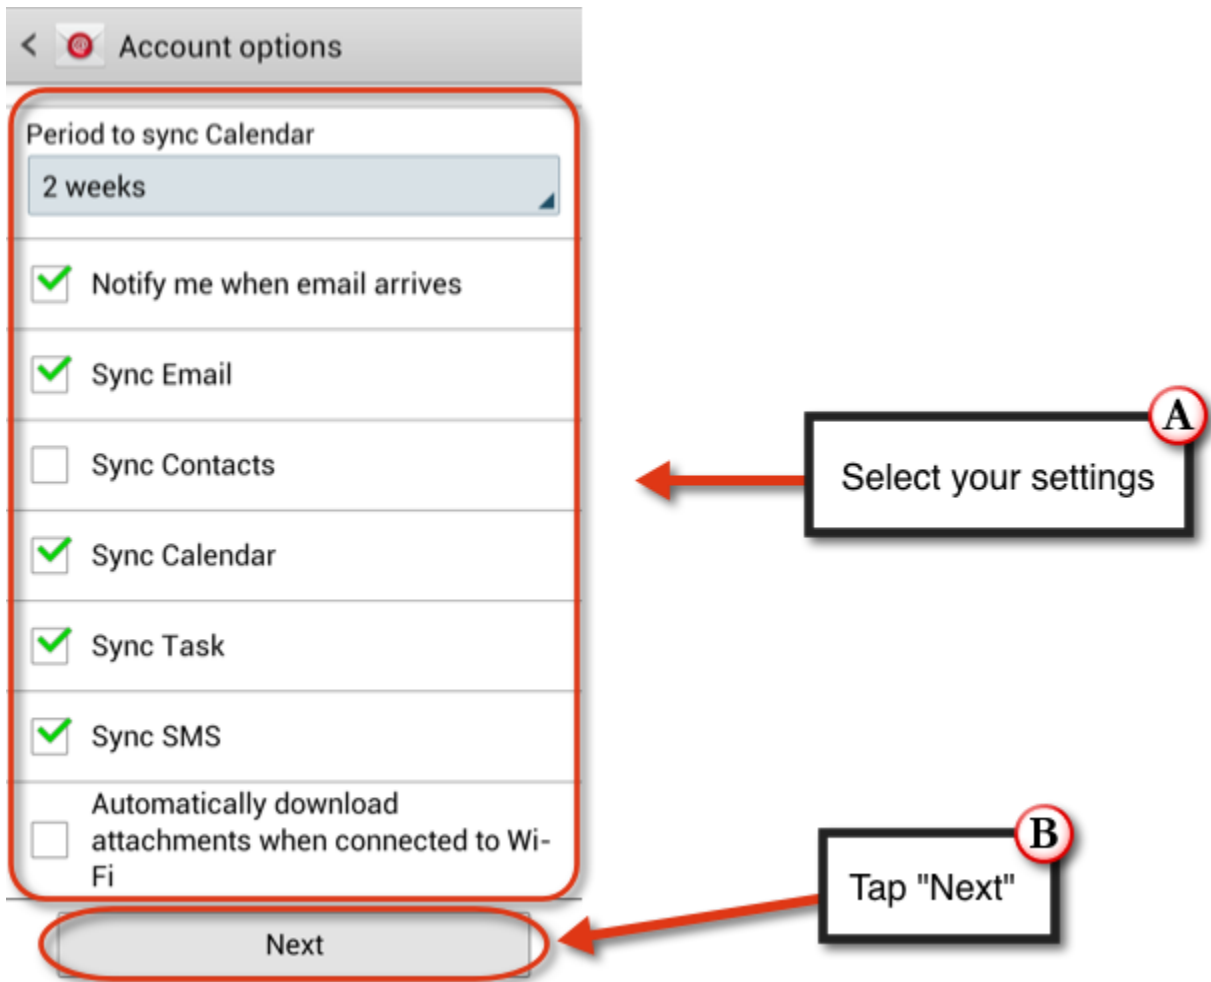 Account options
Period to sync Calendar
2 weeks
Notify me when email arrives
Sync Email
Sync Contacts
Sync Calendar
Sync Task
Sync SMS
Automatically download
attachments when connected to Wi-
Fi
Next
A
Select your settings
B
Tap "Next"